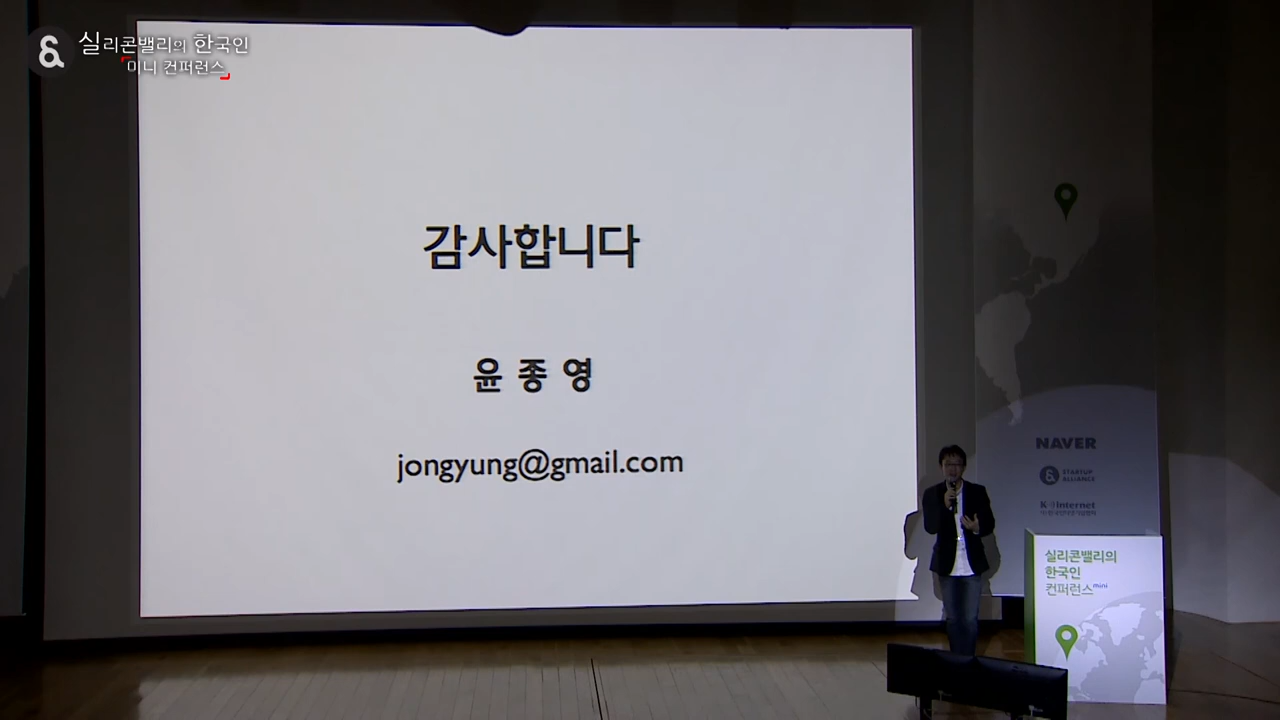 실리콘밸리의 한국인
미니 컨퍼런스
감사합니다
윤종영
jongyung@gmail.com
NAVER
STARTUP
ALLIANCE
실리콘밸리의
한국인
컨퍼런스 mini